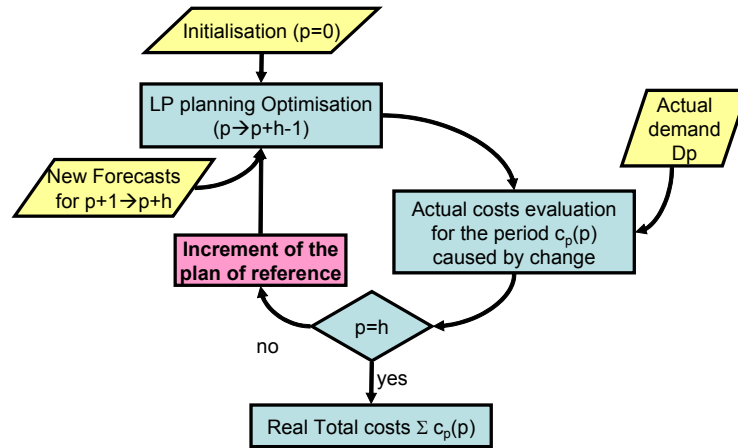 Initialisation (p=0)
LP planning Optimisation
(p→p+h-1)
Actual
demand
Dp
New Forecasts
for p+1→p+h
Actual costs evaluation
for the period cₚ(p)
caused by change
Increment of the
plan of reference
p=h
no
yes
Real Total costs Σ cₚ(p)